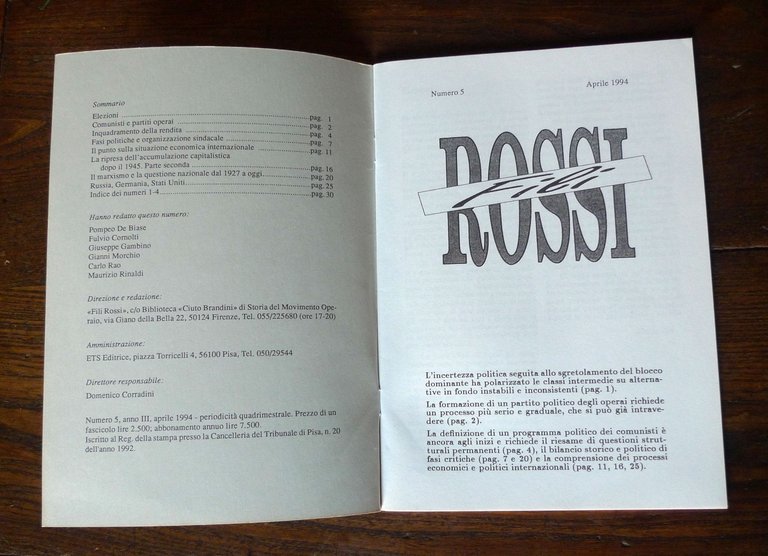 Sommario
Elezioni ........................................................pag. 1
Comunisti e partiti operai ........................................................pag. 2
Inquadramento della rendita ........................................................pag. 4
Fasi politiche e organizzazione sindacale ........................................................pag. 7
Il punto sulla situazione economica internazionale ........................................................pag. 11
La ripresa dell'accumulazione capitalistica
dopo il 1945. Parte seconda ........................................................pag. 16
Il marxismo e la questione nazionale dal 1927 a oggi ........................................................pag. 20
Russia, Germania, Stati Uniti ........................................................pag. 25
Indice dei numeri 1-4 ........................................................pag. 30
Hanno redatto questo numero:
Pompeo De Biase
Fulvio Cornolti
Giuseppe Gambino
Gianni Morchio
Carlo Rao
Maurizio Rinaldi
Direzione e redazione:
«Fili Rossi», c/o Biblioteca «Ciuto Brandini» di Storia del Movimento Ope-
raio, via Giano della Bella 22, 50124 Firenze, Tel. 055/225680 (ore 17-20)
Amministrazione:
ETS Editrice, piazza Torricelli 4, 56100 Pisa, Tel. 050/29544
Direttore responsabile:
Domenico Corradini
Numero 5, anno III, aprile 1994 - periodicità quadrimestrale. Prezzo di un
fascicolo lire 2.500; abbonamento annuo lire 7.500.
Iscritto al Reg. della stampa presso la Cancelleria del Tribunale di Pisa, n. 20
dell'anno 1992.
Numero 5 Aprile 1994
ROSSI
Fili
L'incertezza politica seguita allo sgretolamento del blocco
dominante ha polarizzato le classi intermedie su alterna-
tive in fondo instabili e inconsistenti (pag. 1).
La formazione di un partito politico degli operai richiede
un processo più serio e graduale, che si può già intrave-
dere (pag. 2).
La definizione di un programma politico dei comunisti è
ancora agli inizi e richiede il riesame di questioni strut-
turali permanenti (pag. 4), il bilancio storico e politico di
fasi critiche (pag. 7 e 20) e la comprensione dei processi
economici e politici internazionali (pag. 11, 16, 25).